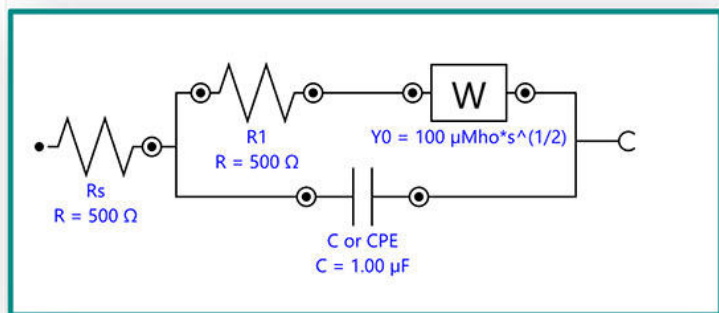 W
R1
R = 500 Ω
Y0 = 100 µMho*s^(1/2)
Rs
R = 500 Ω
C or CPE
C = 1.00 µF